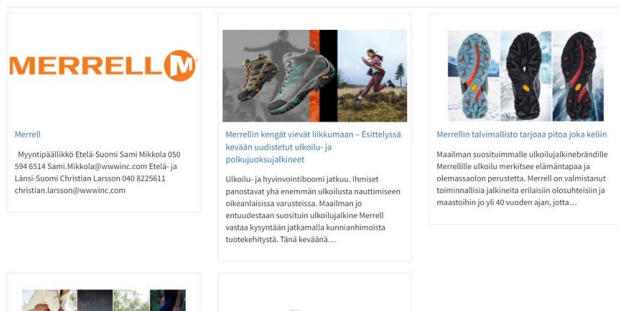 MERRELL
Merrell
Myyntipäällikkö Etelä-Suomi Sami Mikkola 050
594 6514 Sami.Mikkola@wwwinc.com Etelä- ja
Länsi-Suomi Christian Larsson 040 8225611
christian.larsson@wwwinc.com
Merrellin kengät vievät liikkumaan – Esittelyssä
kevään uudistetut ulkoilu- ja
polkujuoksujalkineet
Ulkoilu- ja hyvinvointiboomi jatkuu. Ihmiset
panostavat yhä enemmän ulkoilusta nauttimiseen
oikeanlaisissa varusteissa. Maailman jo
entuudestaan suosituin ulkoilujalkine Merrell
vastaa kysyntään jatkamalla kunnianhimoista
tuotekehitystä. Tänä keväänä…
Merrellin talvimallisto tarjoaa pitoa joka keliin
Maailman suosituimmalle ulkoilujalkinebrändille
Merrellille ulkoilu merkitsee elämäntapaa ja
olemassaolon perustetta. Merrell on valmistanut
toiminnallisia jalkineita erilaisiin olosuhteisiin ja
maastoihin jo yli 40 vuoden ajan, jotta…